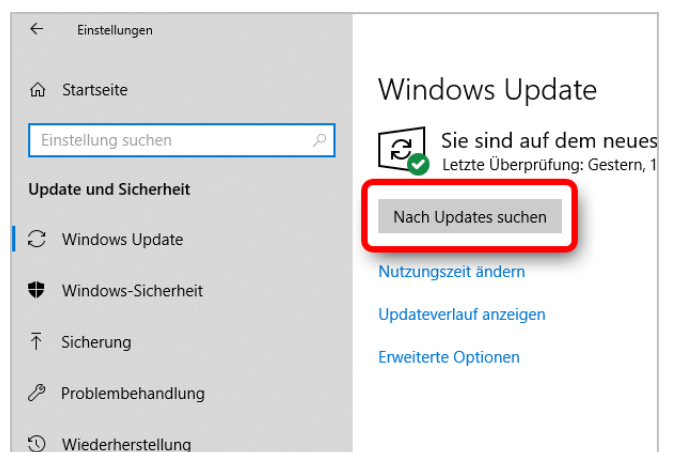 Einstellungen
Startseite
Einstellung suchen
Update und Sicherheit
Windows Update
Windows-Sicherheit
Sicherung
Problembehandlung
Wiederherstellung
Windows Update
Sie sind auf dem neues
Letzte Überprüfung: Gestern, 1
Nach Updates suchen
Nutzungszeit ändern
Updateverlauf anzeigen
Erweiterte Optionen